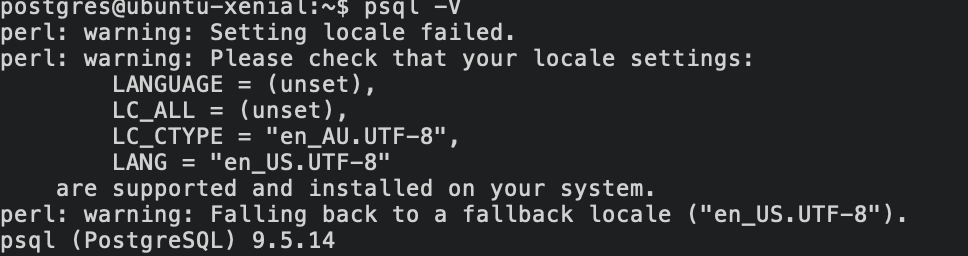 postgres@ubuntu-xenial:~$ psql -V
perl: warning: Setting locale failed.
perl: warning: Please check that your locale settings:
        LANGUAGE = (unset),
        LC_ALL = (unset),
        LC_CTYPE = "en_AU.UTF-8",
        LANG = "en_US.UTF-8"
    are supported and installed on your system.
perl: warning: Falling back to a fallback locale ("en_US.UTF-8").
psql (PostgreSQL) 9.5.14